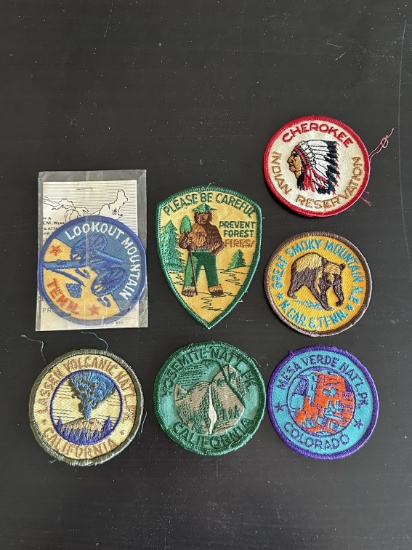 CHEROKEE
INDIAN RESERVATION
LOOKOUT MOUNTAIN
TENN.
PLEASE BE CAREFUL
PREVENT
FOREST
FIRES!
GREAT SMOKY MOUNTAIN
N.CAR & TENN.
LASSEN VOLCANIC NAT'L PK
CALIFORNIA
YOSEMITE NAT'L PK
CALIFORNIA
MESA VERDE NAT'L PK
COLORADO